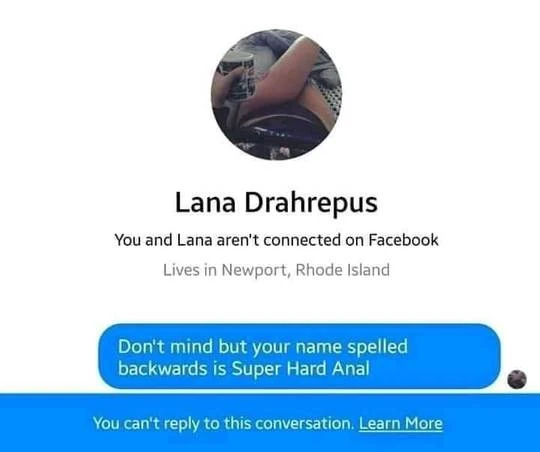 Lana Drahrepus
You and Lana aren't connected on Facebook
Lives in Newport, Rhode Island
Don't mind but your name spelled
backwards is Super Hard Anal
You can't reply to this conversation. Learn More